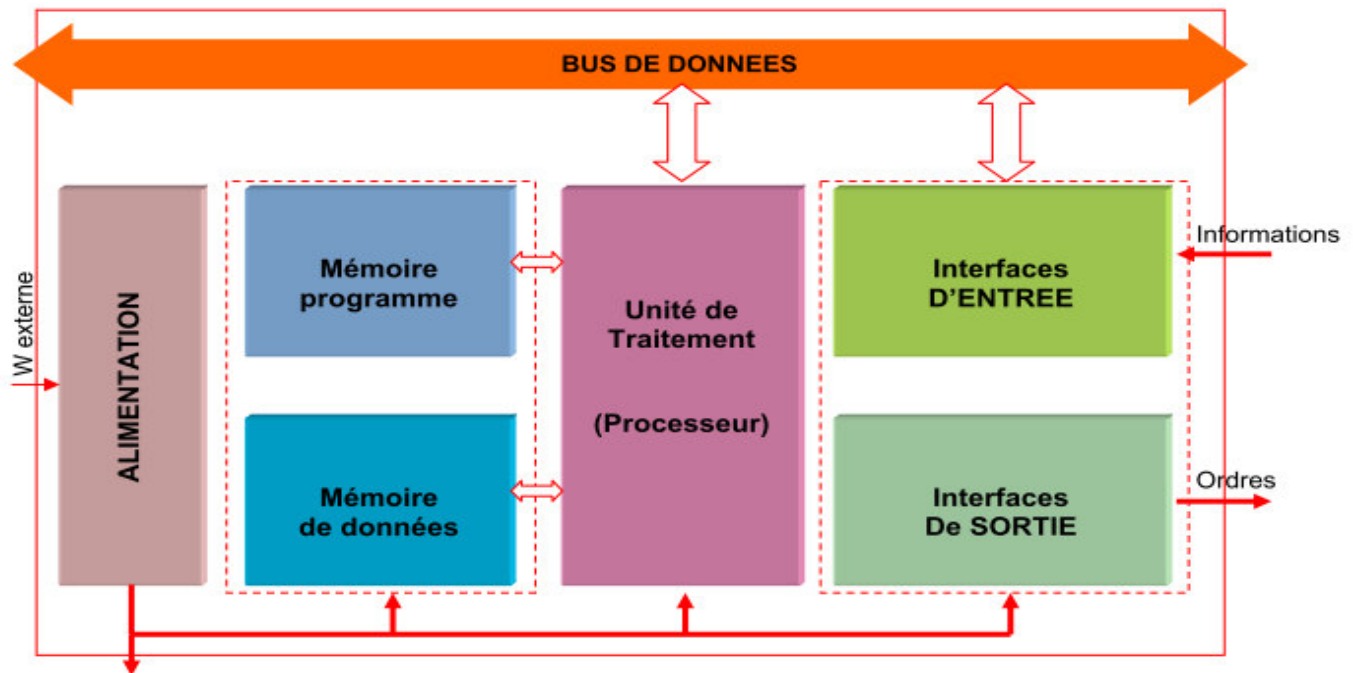 BUS DE DONNEES
W externe
ALIMENTATION
Mémoire
programme
Mémoire
de données
Unité de
Traitement
(Processeur)
Interfaces
D’ENTREE
Interfaces
De SORTIE
Informations
Ordres